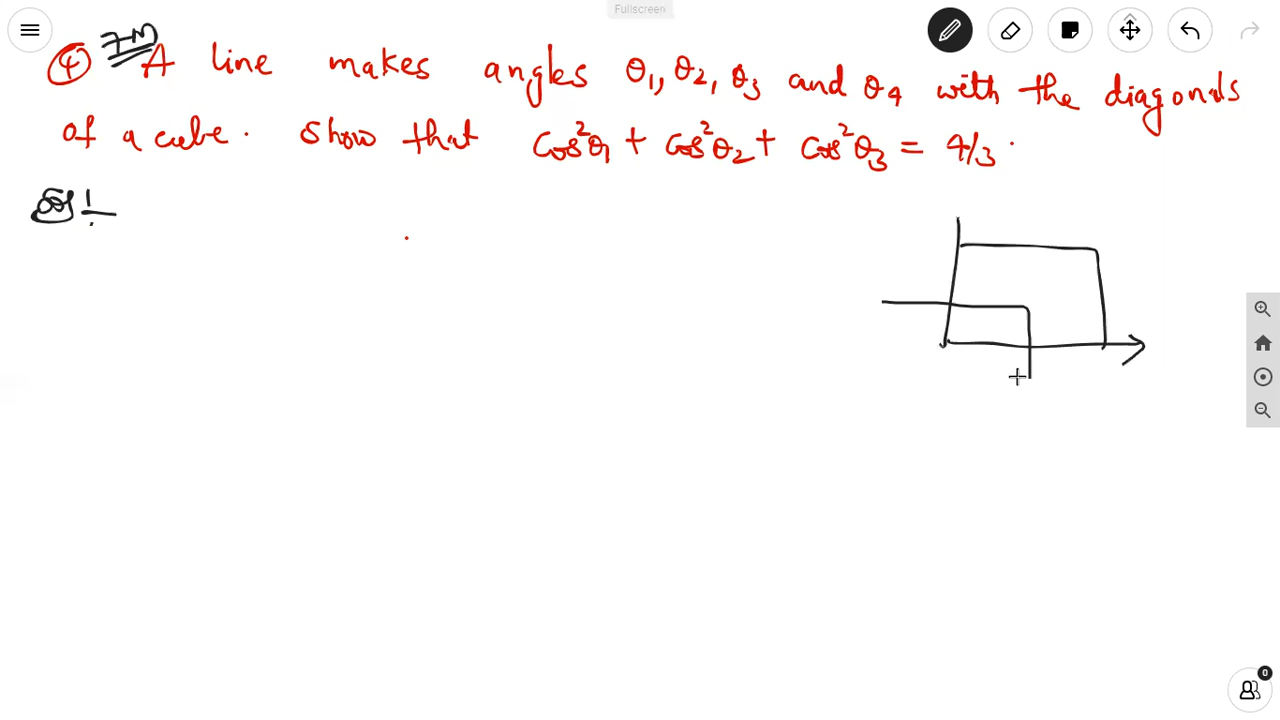 Fullscreen
④ 7M A line makes angles θ1, θ2, θ3 and θ4 with the diagonals
of a cube. Show that cos²θ1 + cos²θ2 + cos²θ3 = 4/3.
Sol:
0